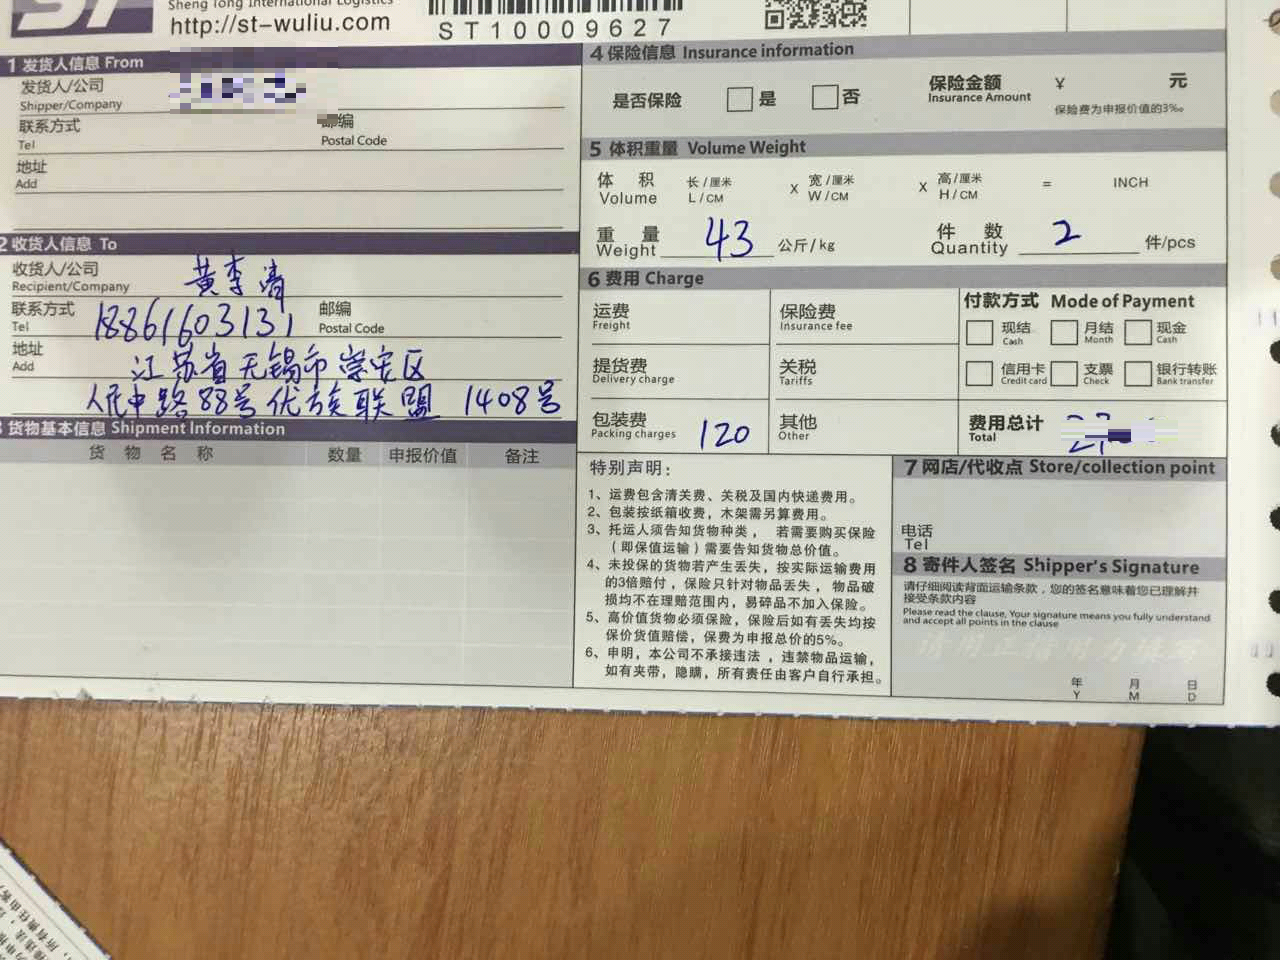 Sheng Tong International Logistics
http://st-wuliu.com
ST10009627
1 发货人信息 From
发货人/公司
Shipper/Company
联系方式
Tel
邮编
Postal Code
地址
Add
2 收货人信息 To
收货人/公司
Recipient/Company
黄李清
联系方式
Tel
18861603131
邮编
Postal Code
地址
Add
江苏省无锡市崇安区
人民中路88号优族联盟 1408号
货物基本信息 Shipment Information
货物名称 数量 申报价值 备注
4 保险信息 Insurance information
是否保险 是 否
保险金额 ¥ 元
Insurance Amount
保险费为申报价值的3‰
5 体积重量 Volume Weight
体积 长/厘米 X 宽/厘米 X 高/厘米 = INCH
Volume L/CM W/CM H/CM
重量 43 公斤/kg
Weight
件数 2 件/pcs
Quantity
6 费用 Charge
运费
Freight
保险费
Insurance fee
提货费
Delivery charge
关税
Tariffs
包装费
Packing charges
120
其他
Other
付款方式 Mode of Payment
现结 月结 现金
Cash Month Cash
信用卡 支票 银行转账
Credit card Check Bank transfer
费用总计
Total
特别声明:
1、运费包含清关费、关税及国内快递费用。
2、包装按纸箱收费，木架需另算费用。
3、托运人须告知货物种类， 若需要购买保险
（即保值运输）需要告知货物总价值。
4、未投保的货物若产生丢失，按实际运输费用
的3倍赔付，保险只针对物品丢失， 物品破
损均不在理赔范围内，易碎品不加入保险。
5、高价值货物必须保险，保险后如有丢失均按
保价货值赔偿，保费为申报总价的5%。
6、申明，本公司不承接违法 ，违禁物品运输，
如有夹带，隐瞒，所有责任由客户自行承担。
7 网店/代收点 Store/collection point
电话
Tel
8 寄件人签名 Shipper's Signature
请仔细阅读背面运输条款，您的签名意味着您已理解并
接受条款内容
Please read the clause, Your signature means you fully understand
and accept all points in the clause
请用正楷用力填写
年 月 日
Y M D